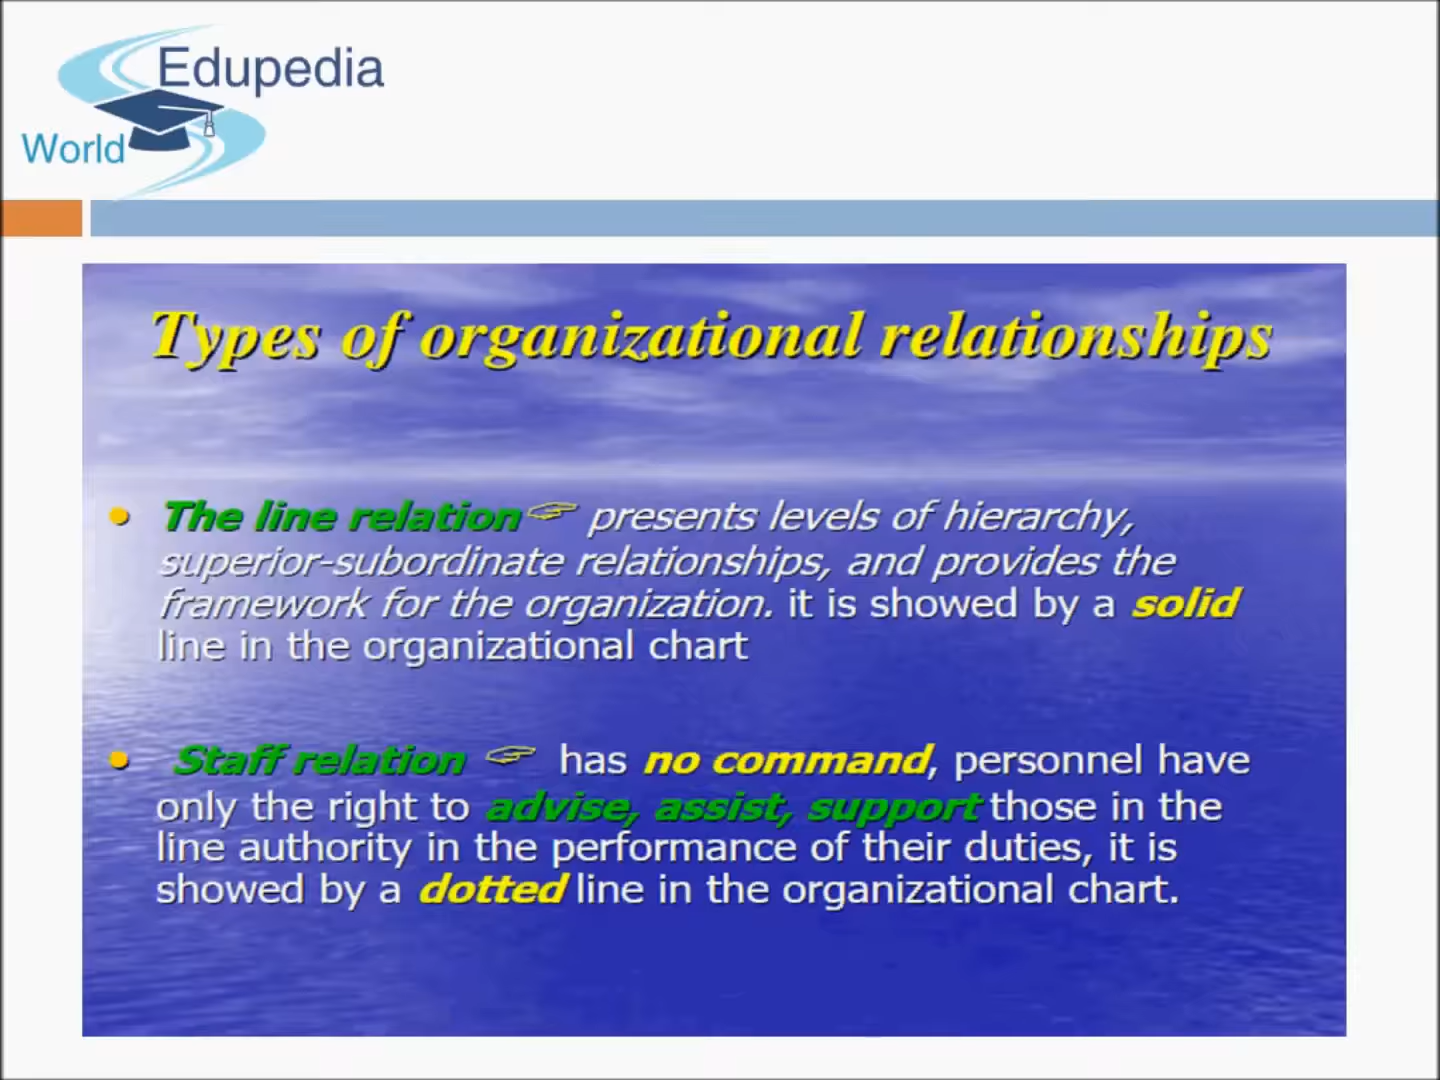 Edupedia
World
Types of organizational relationships
• The line relation☞ presents levels of hierarchy,
superior-subordinate relationships, and provides the
framework for the organization. it is showed by a solid
line in the organizational chart
• Staff relation ☞ has no command, personnel have
only the right to advise, assist, support those in the
line authority in the performance of their duties, it is
showed by a dotted line in the organizational chart.